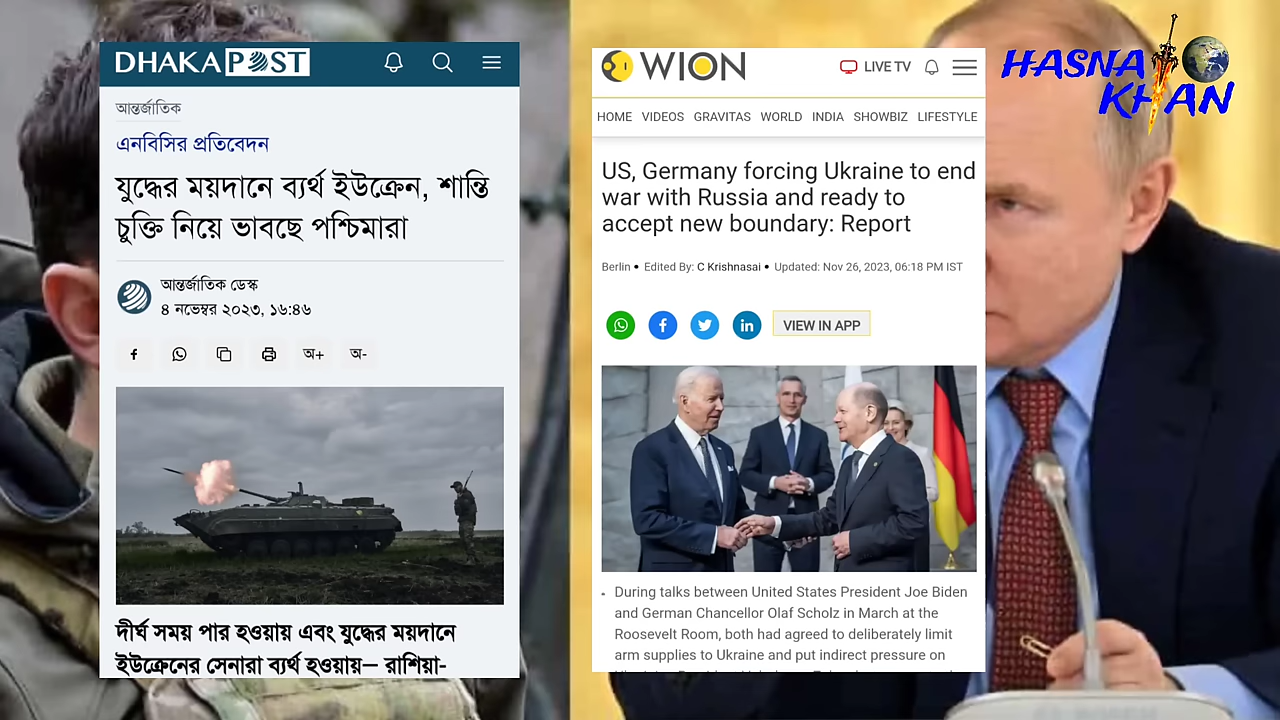 DHAKA POST
আন্তর্জাতিক
এনবিসির প্রতিবেদন
যুদ্ধের ময়দানে ব্যর্থ ইউক্রেন, শান্তি
চুক্তি নিয়ে ভাবছে পশ্চিমারা
আন্তর্জাতিক ডেস্ক
৪ নভেম্বর ২০২৩, ১৬:৪৬
অ+ অ-
দীর্ঘ সময় পার হওয়ায় এবং যুদ্ধের ময়দানে
ইউক্রেনের সেনারা ব্যর্থ হওয়ায়— রাশিয়া-
WION
LIVE TV
HOME VIDEOS GRAVITAS WORLD INDIA SHOWBIZ LIFESTYLE
US, Germany forcing Ukraine to end
war with Russia and ready to
accept new boundary: Report
Berlin • Edited By: C Krishnasai • Updated: Nov 26, 2023, 06:18 PM IST
VIEW IN APP
During talks between United States President Joe Biden
and German Chancellor Olaf Scholz in March at the
Roosevelt Room, both had agreed to deliberately limit
arm supplies to Ukraine and put indirect pressure on
HASNA
KHAN